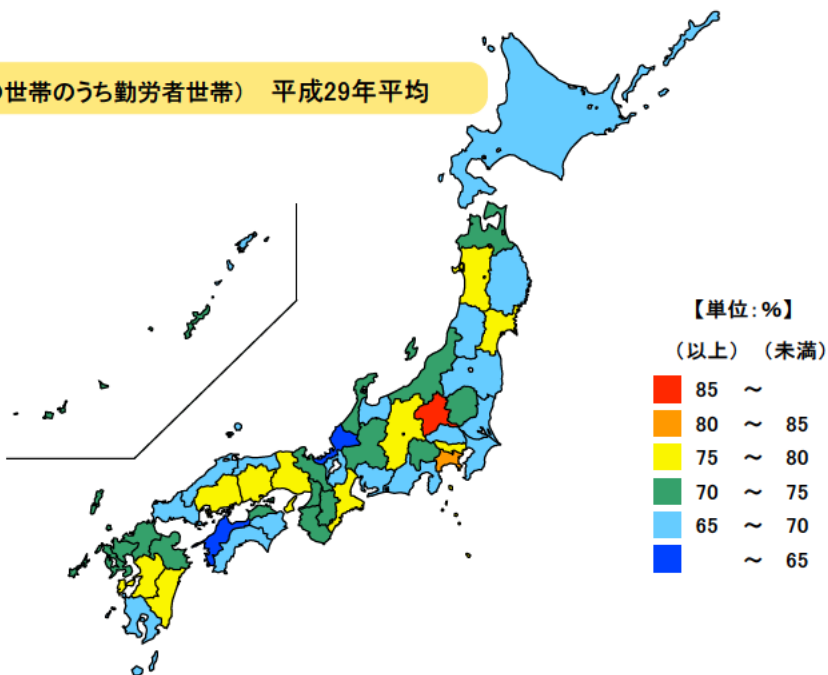 の世帯のうち勤労者世帯） 平成29年平均
【単位：％】
（以上） （未満）
85 ～
80 ～ 85
75 ～ 80
70 ～ 75
65 ～ 70
～ 65